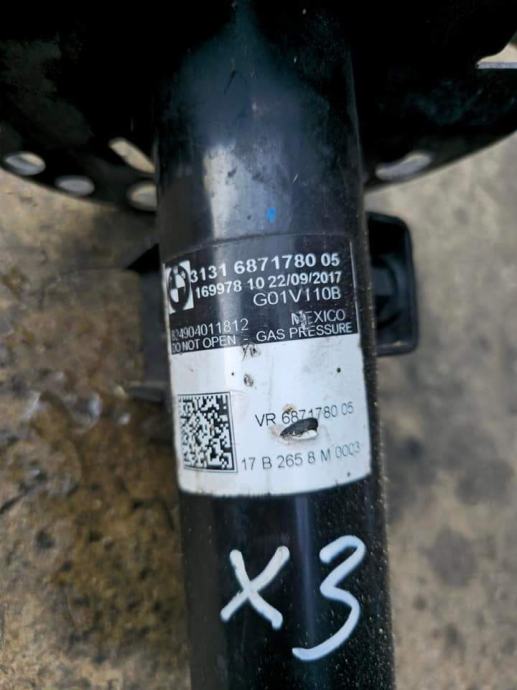 3131 6871780 05
169978 10 22/09/2017
G01V110B
824904011812 MEXICO
DO NOT OPEN - GAS PRESSURE
VR 6871780 05
17 B 265 8 M 0003
X3